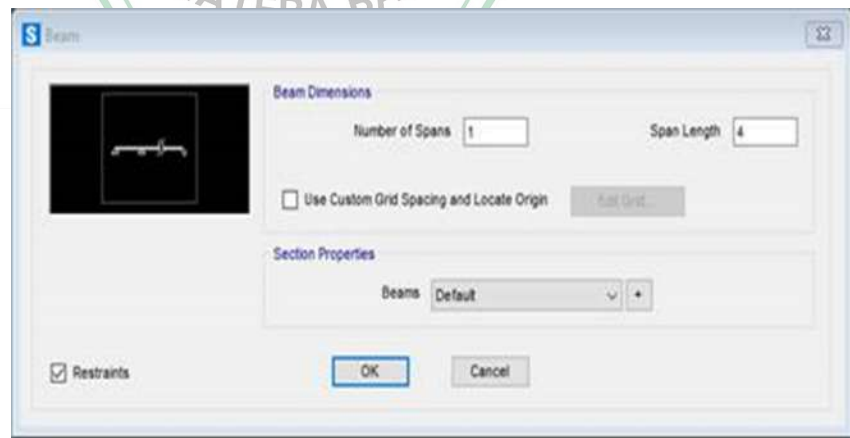 S Beam
Beam Dimensions
Number of Spans 1 Span Length 4
Use Custom Grid Spacing and Locate Origin Edit Grid...
Section Properties
Beams Default +
Restraints OK Cancel